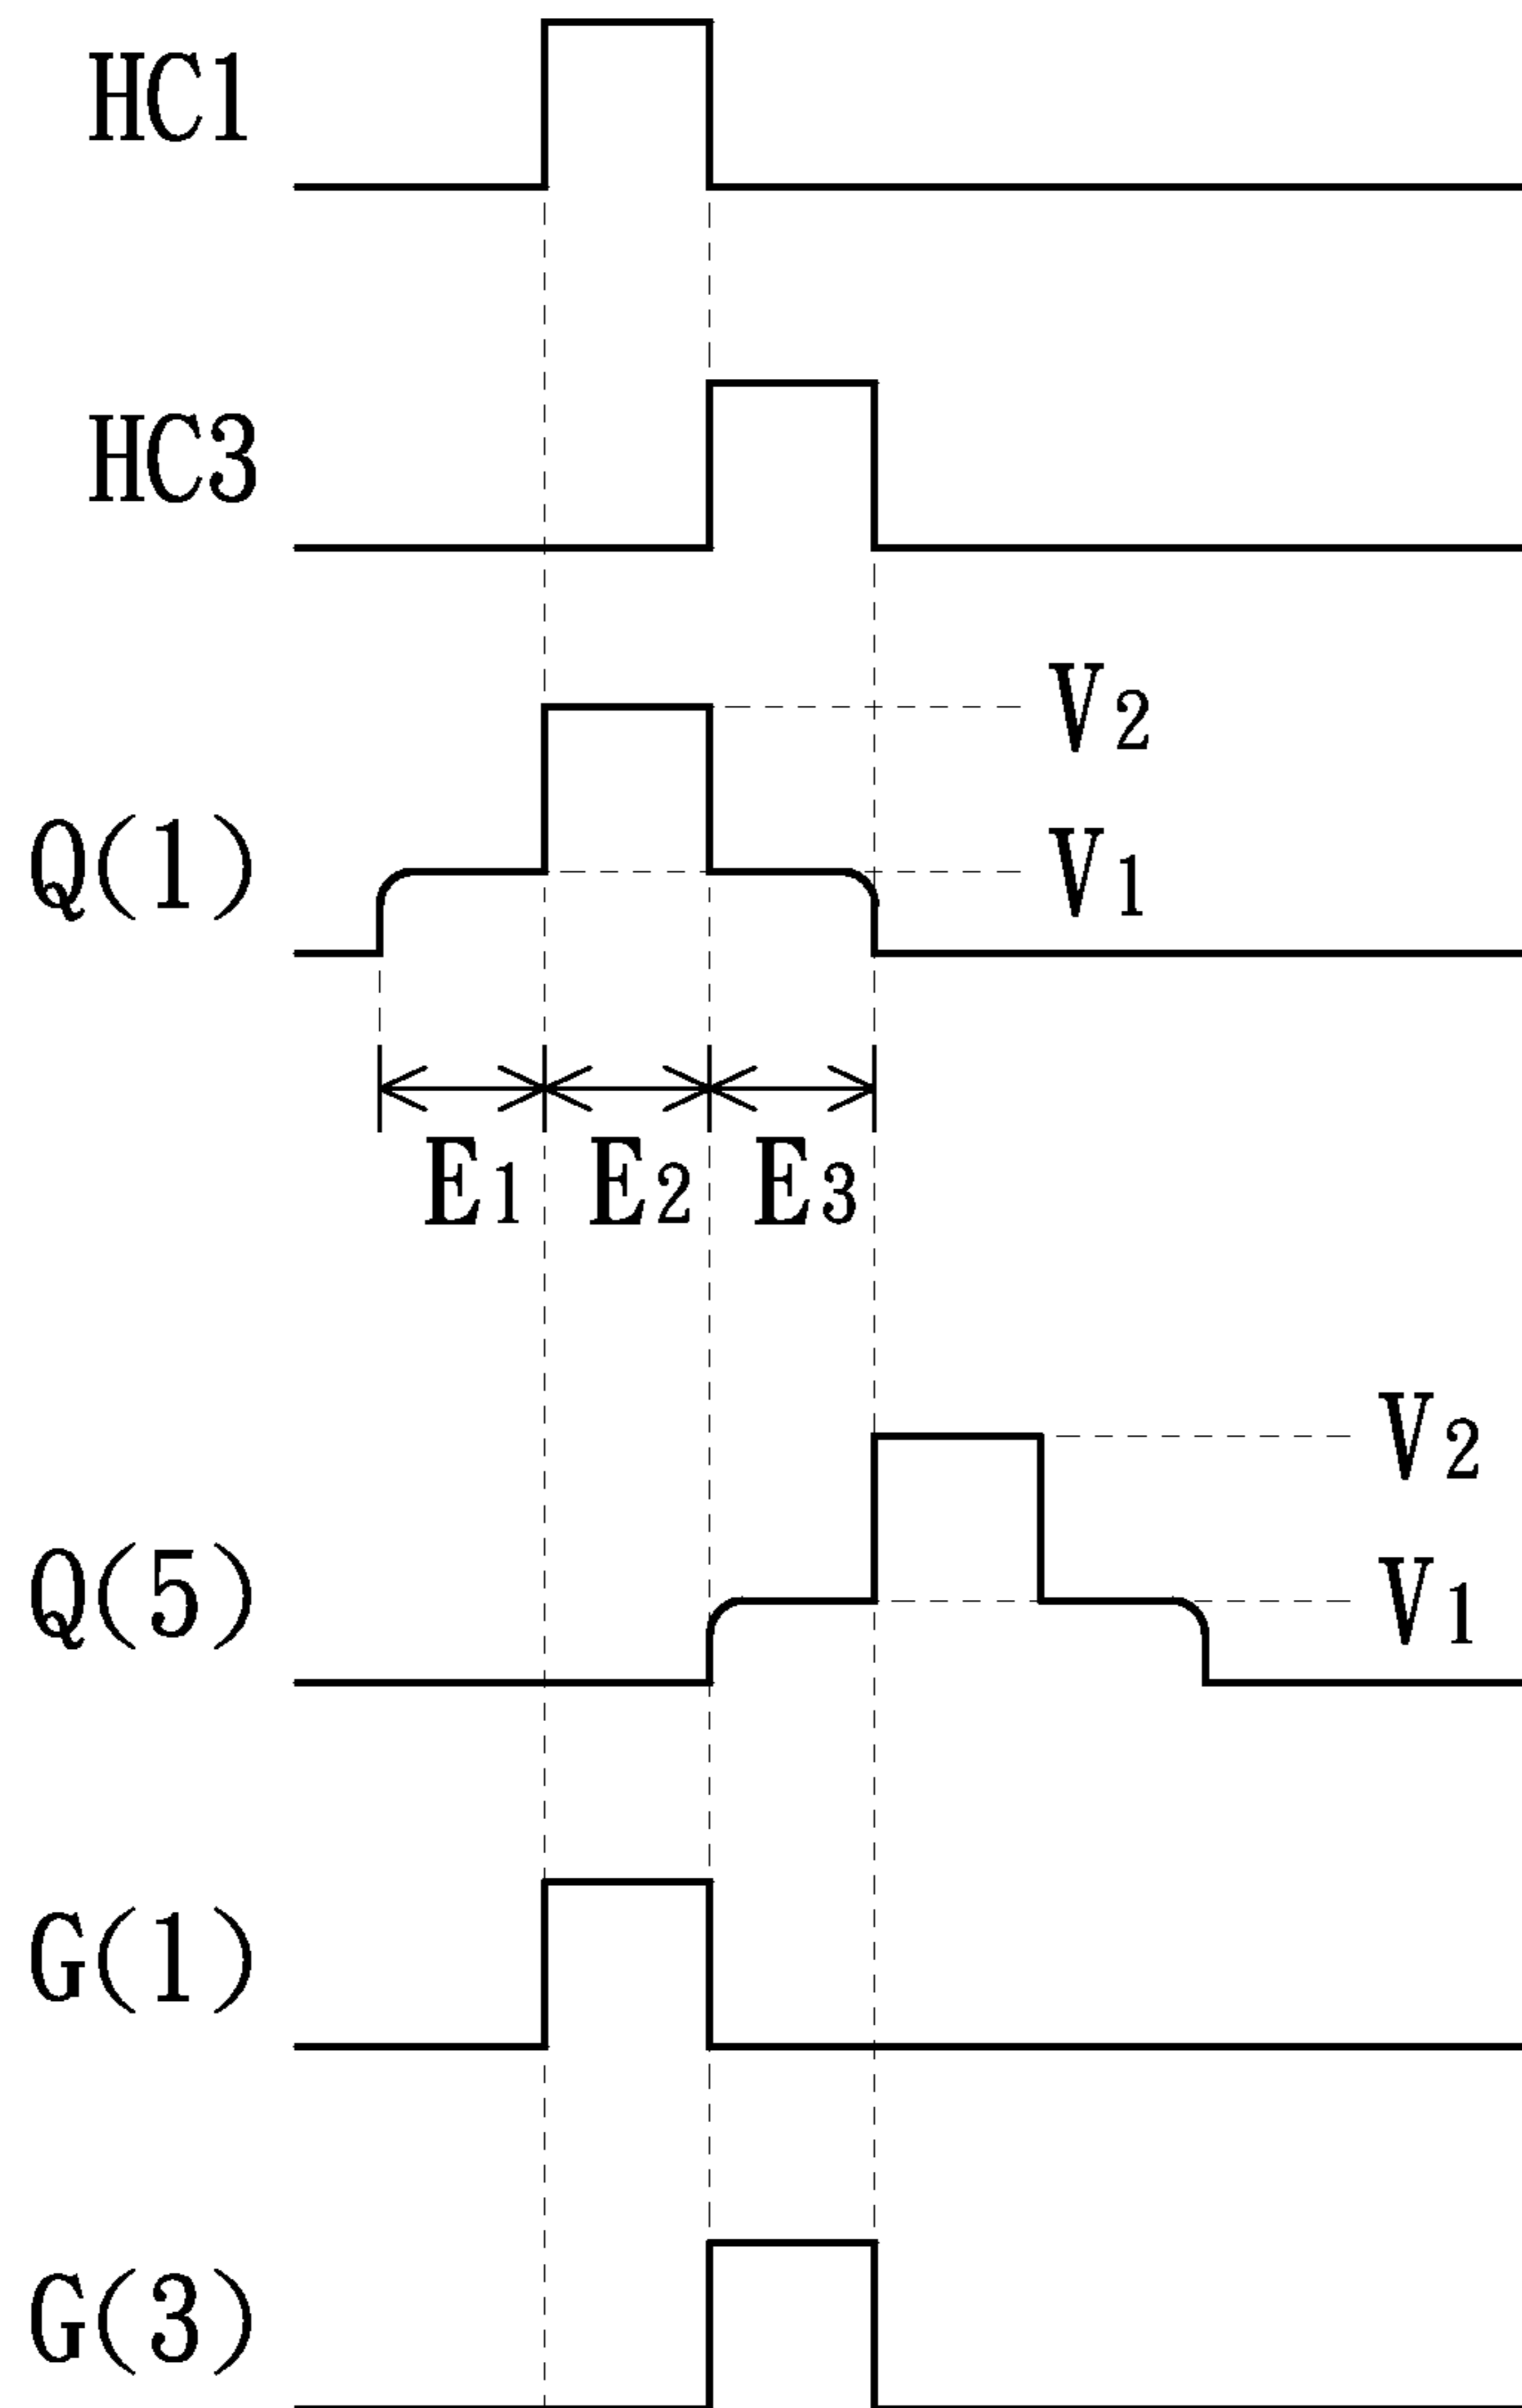 HC1
HC3
V2
Q(1)
V1
E1 E2 E3
V2
Q(5)
V1
G(1)
G(3)